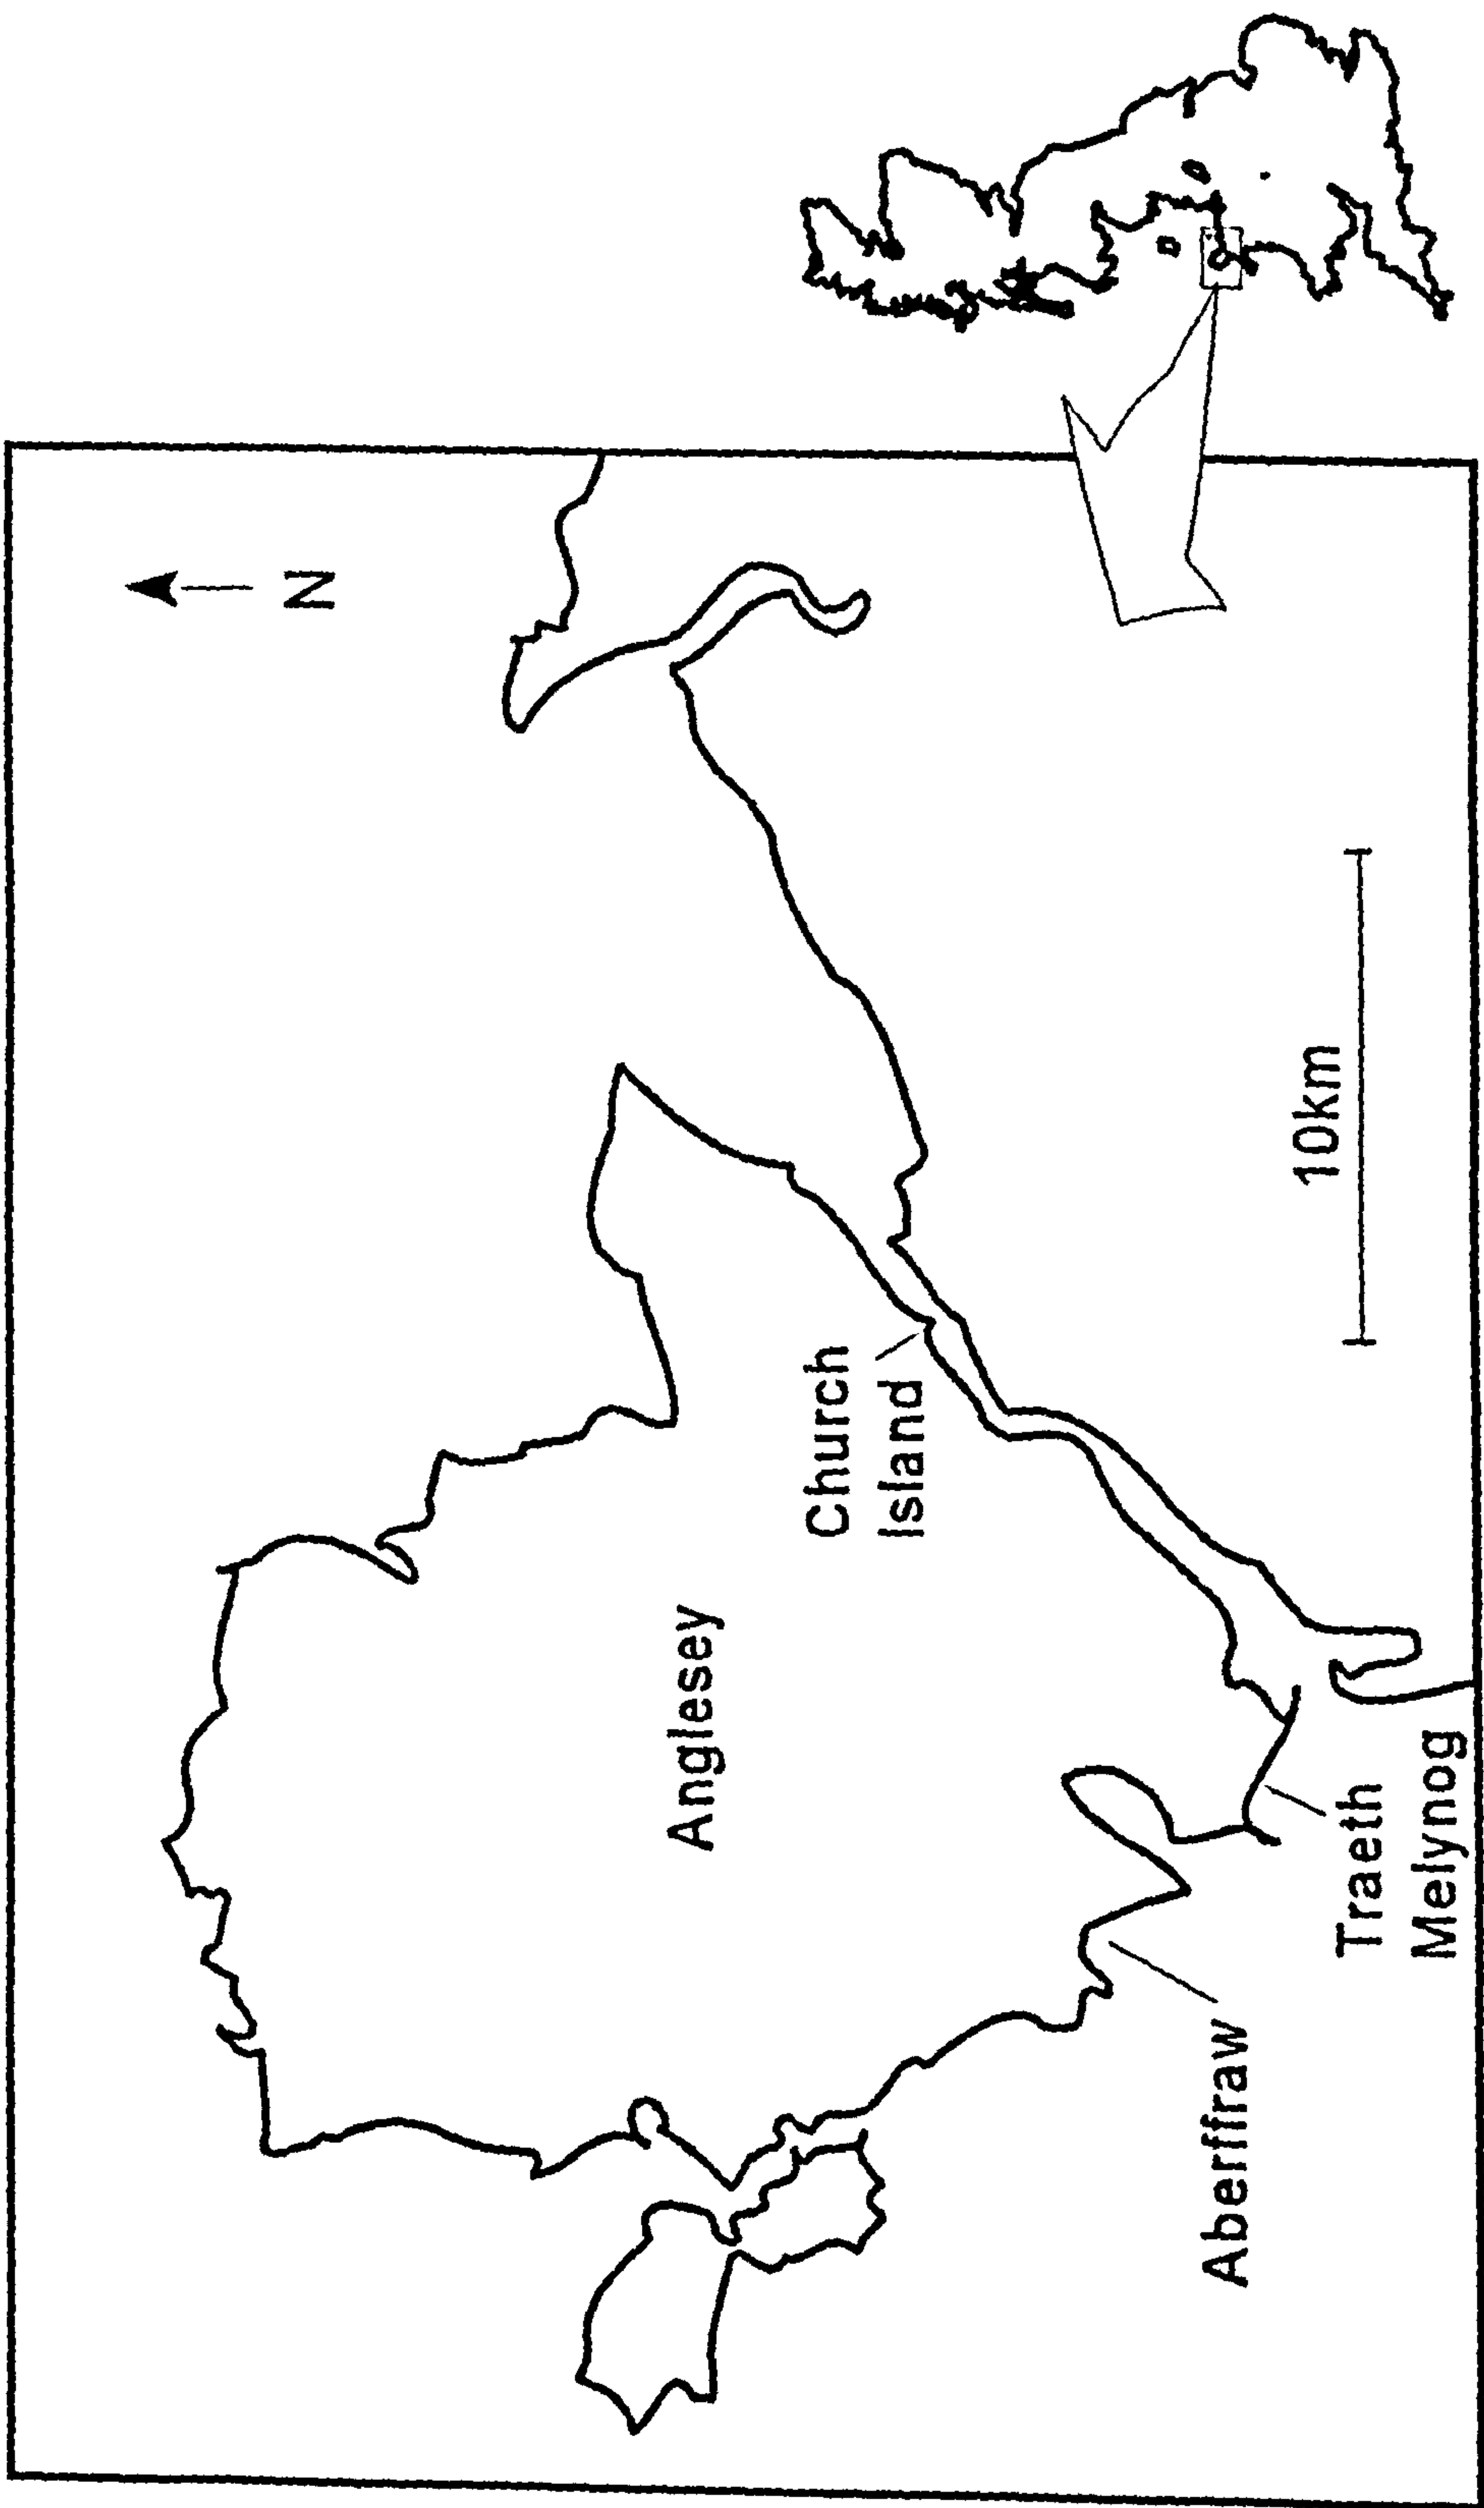 N
Anglesey
Church
Island
10km
Aberffraw
Traeth
Melynog